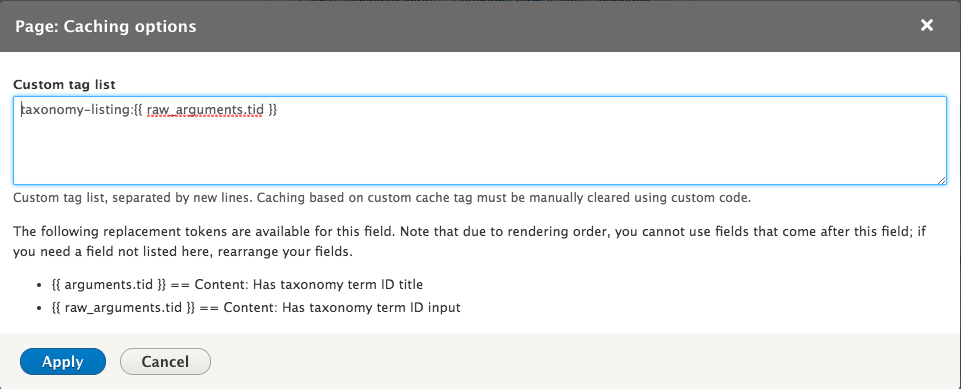 Page: Caching options
×
Custom tag list
taxonomy-listing:{{ raw_arguments.tid }}
Custom tag list, separated by new lines. Caching based on custom cache tag must be manually cleared using custom code.
The following replacement tokens are available for this field. Note that due to rendering order, you cannot use fields that come after this field; if
you need a field not listed here, rearrange your fields.
• {{ arguments.tid }} == Content: Has taxonomy term ID title
• {{ raw_arguments.tid }} == Content: Has taxonomy term ID input
Apply Cancel